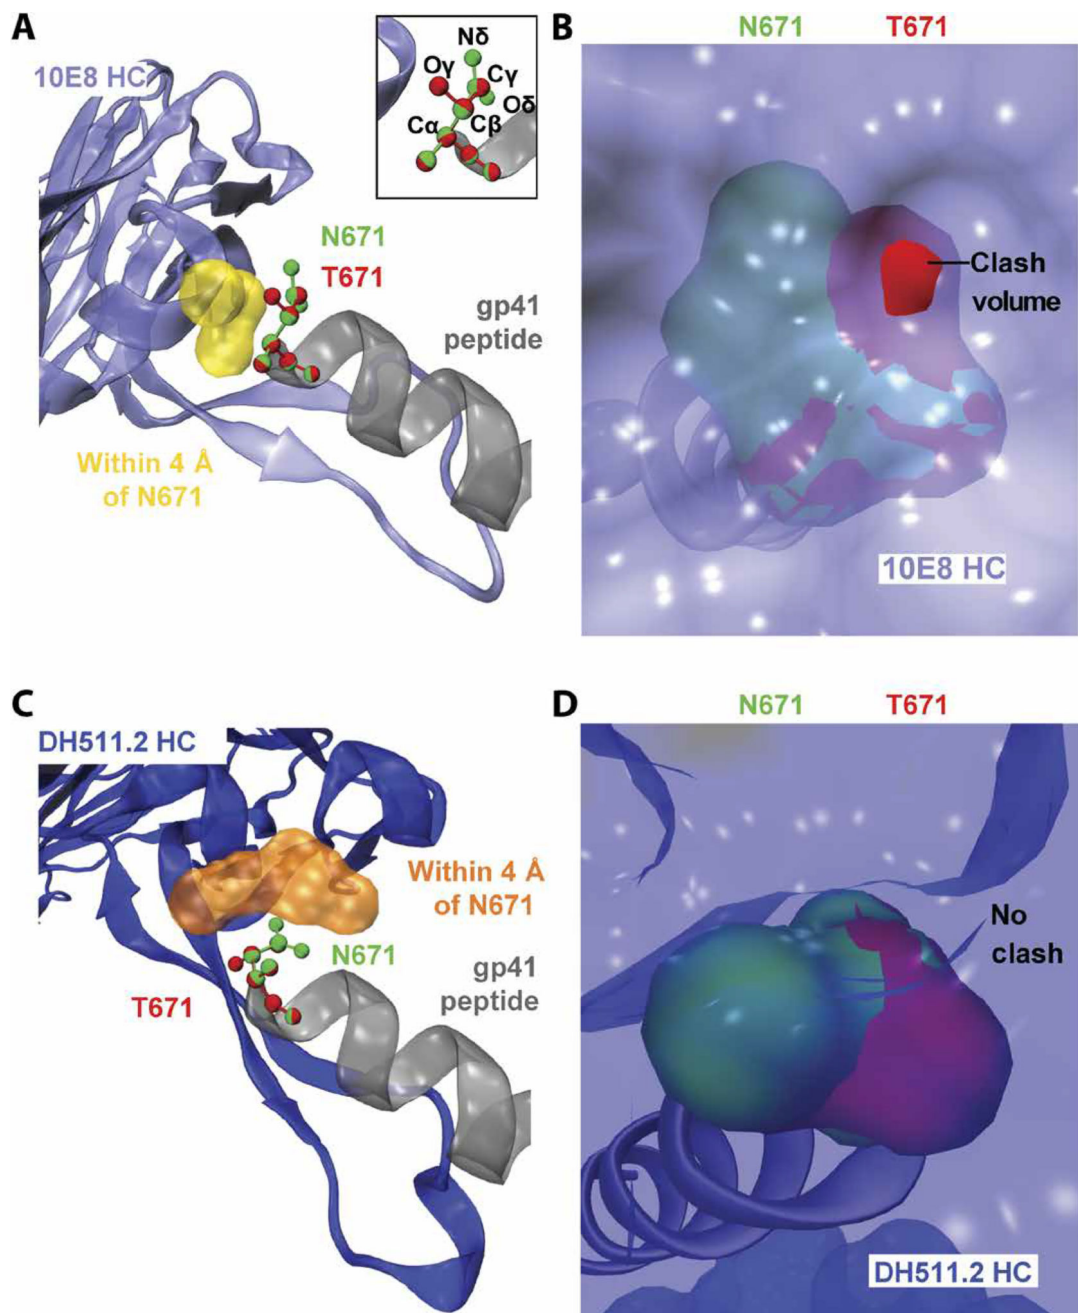 A
10E8 HC
Nδ
Oγ
Cγ
Oδ
Cα
Cβ
N671
T671
gp41
peptide
Within 4 Å
of N671
B
N671
T671
Clash
volume
10E8 HC
C
DH511.2 HC
Within 4 Å
of N671
N671
T671
gp41
peptide
D
N671
T671
No
clash
DH511.2 HC